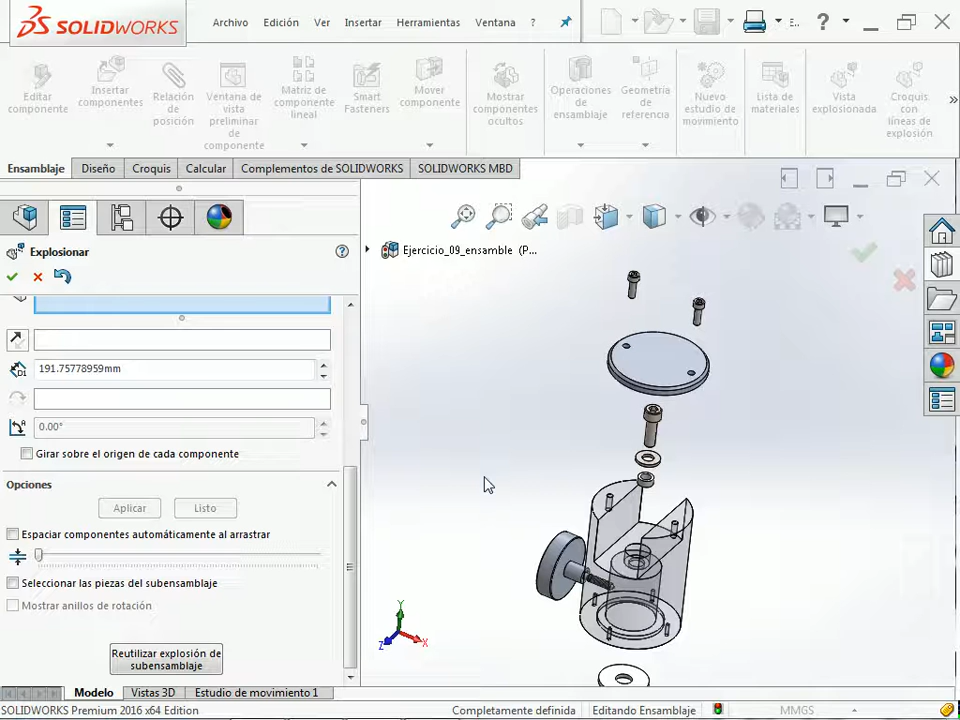 SOLIDWORKS
Archivo Edición Ver Insertar Herramientas Ventana ? E.. ?
Editar componente
Insertar componentes
Relación de posición
Ventana de vista preliminar de componente
Matriz de componente lineal
Smart Fasteners
Mover componente
Mostrar componentes ocultos
Operaciones de ensamblaje
Geometría de referencia
Nuevo estudio de movimiento
Lista de materiales
Vista explosionada
Croquis con líneas de explosión
»
Ensamblaje Diseño Croquis Calcular Complementos de SOLIDWORKS SOLIDWORKS MBD
Explosionar
Ejercicio_09_ensamble (P...
191.75778959mm
0.00°
Girar sobre el origen de cada componente
Opciones
Aplicar Listo
Espaciar componentes automáticamente al arrastrar
Seleccionar las piezas del subensamblaje
Mostrar anillos de rotación
Reutilizar explosión de
subensamblaje
Y
X
Z
Modelo Vistas 3D Estudio de movimiento 1
SOLIDWORKS Premium 2016 x64 Edition Completamente definida Editando Ensamblaje MMGS